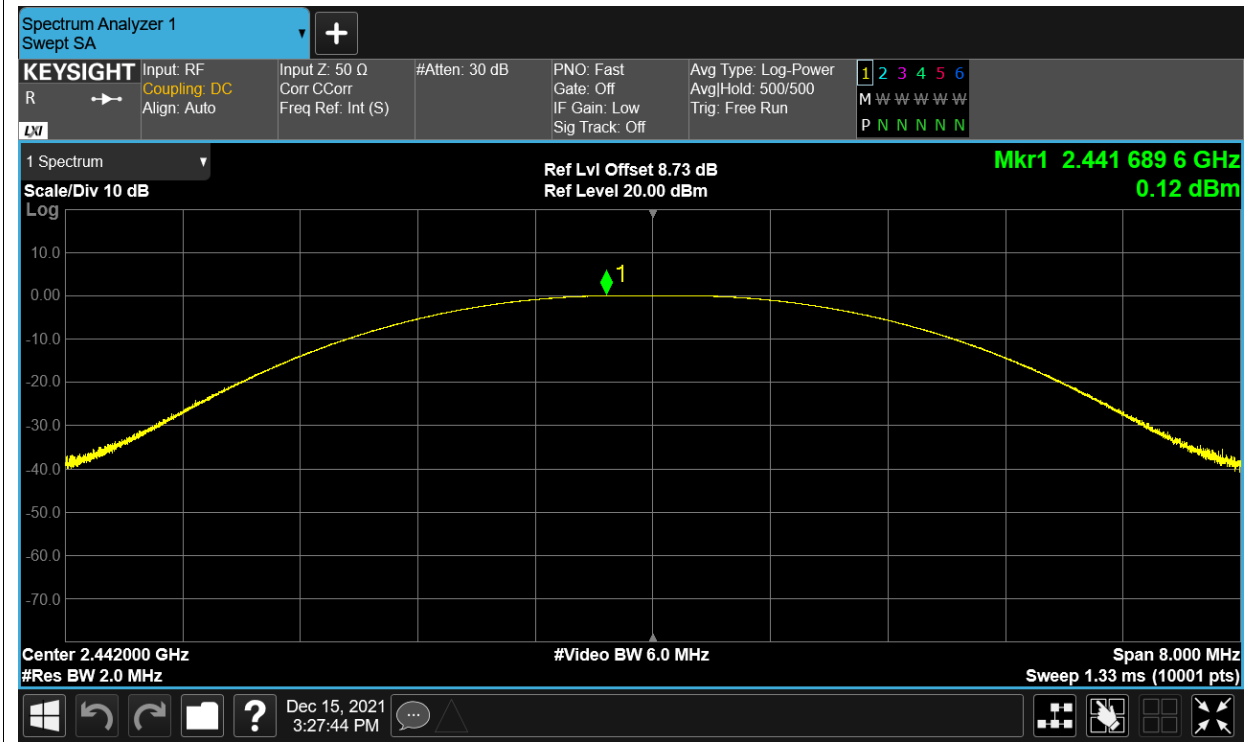 Spectrum Analyzer 1
Swept SA
+
KEYSIGHT
R
LXI
Input: RF
Coupling: DC
Align: Auto
Input Z: 50 Ω
Corr CCorr
Freq Ref: Int (S)
#Atten: 30 dB
PNO: Fast
Gate: Off
IF Gain: Low
Sig Track: Off
Avg Type: Log-Power
Avg|Hold: 500/500
Trig: Free Run
1 2 3 4 5 6
M W W W W W
P N N N N N
1 Spectrum
Scale/Div 10 dB
Log
Ref Lvl Offset 8.73 dB
Ref Level 20.00 dBm
Mkr1 2.441 689 6 GHz
0.12 dBm
10.0
0.00
-10.0
-20.0
-30.0
-40.0
-50.0
-60.0
-70.0
1
Center 2.442000 GHz
#Res BW 2.0 MHz
#Video BW 6.0 MHz
Span 8.000 MHz
Sweep 1.33 ms (10001 pts)
?
Dec 15, 2021
3:27:44 PM